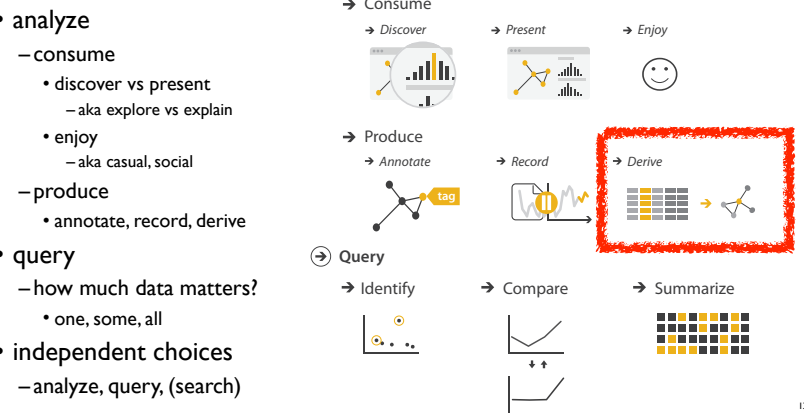 • analyze
– consume
• discover vs present
– aka explore vs explain
• enjoy
– aka casual, social
– produce
• annotate, record, derive
• query
– how much data matters?
• one, some, all
• independent choices
– analyze, query, (search)
➔ Consume
➔ Discover ➔ Present ➔ Enjoy
➔ Produce
➔ Annotate ➔ Record ➔ Derive
tag
➔ Query
➔ Identify ➔ Compare ➔ Summarize